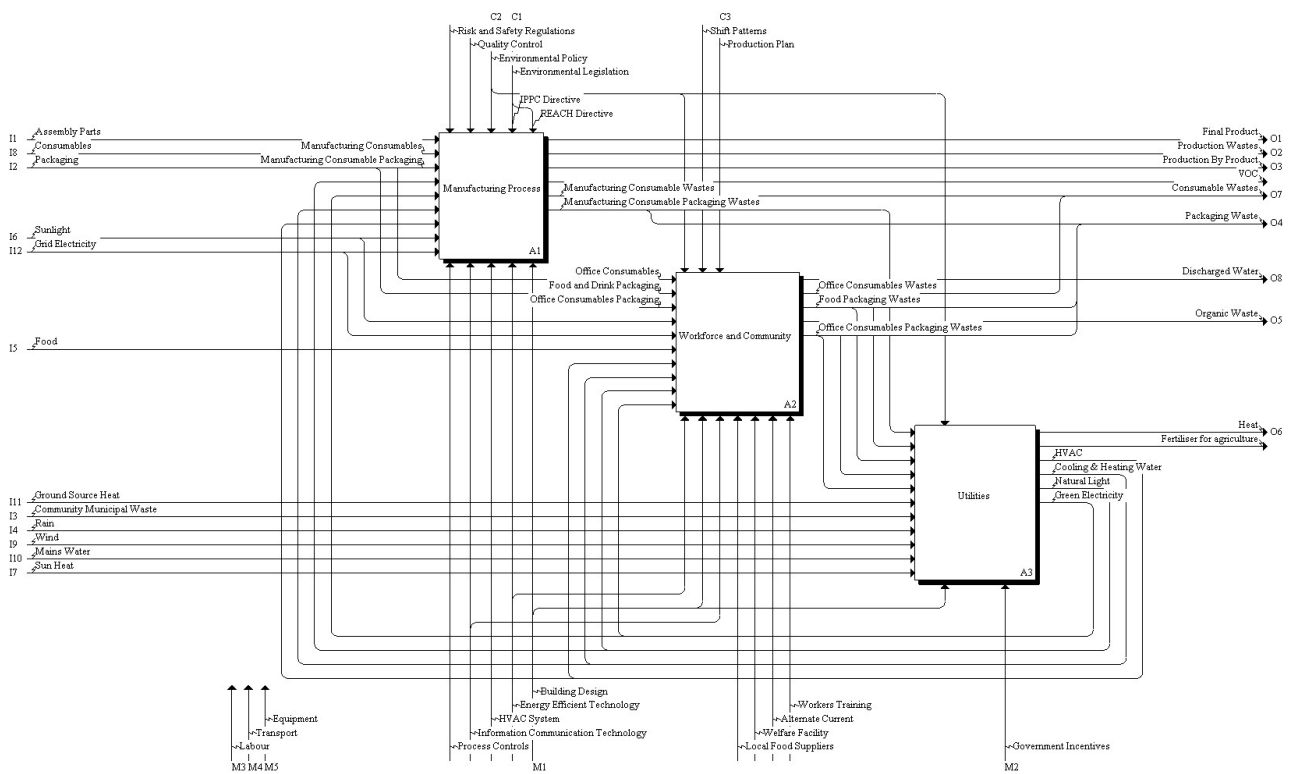 C2 C1 C3
Risk and Safety Regulations Shift Patterns
Quality Control Production Plan
Environmental Policy
Environmental Legislation
IPPC Directive
REACH Directive
I1 Assembly Parts Final Product O1
I8 Consumables Manufacturing Consumables Production Wastes O2
I2 Packaging Manufacturing Consumable Packaging Production By Product O3
VOC
Manufacturing Process Manufacturing Consumable Wastes Consumable Wastes O7
Manufacturing Consumable Packaging Wastes
Packaging Waste O4
I6 Sunlight
I12 Grid Electricity A1
Office Consumables Discharged Water O8
Food and Drink Packaging Office Consumables Wastes
Office Consumables Packaging Food Packaging Wastes
Organic Waste O5
Office Consumables Packaging Wastes
I5 Food Workforce and Community
A2
Heat O6
Fertiliser for agriculture
HVAC
Cooling & Heating Water
Natural Light
Green Electricity
Utilities
I11 Ground Source Heat
I3 Community Municipal Waste
I4 Rain
I9 Wind
I10 Mains Water
I7 Sun Heat A3
Building Design
Energy Efficient Technology Workers Training
Equipment HVAC System Alternate Current
Transport Information Communication Technology Welfare Facility
Labour Process Controls Local Food Suppliers Government Incentives
M3 M4 M5 M1 M2